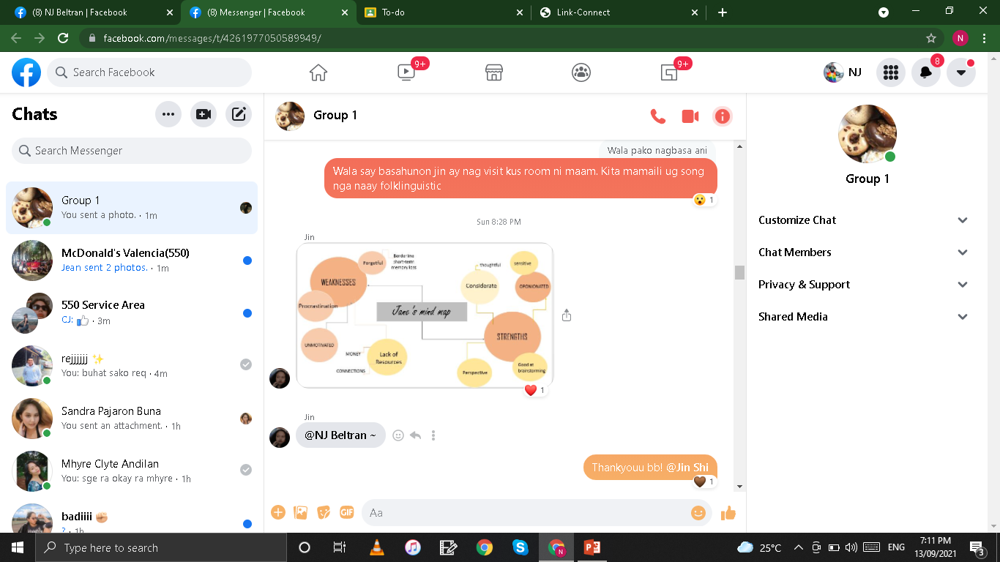 (8) NJ Beltran | Facebook
(8) Messenger | Facebook
To-do
Link-Connect
facebook.com/messages/t/4261977050589949/
N
Search Facebook
9+
9+
NJ
8
Chats
Search Messenger
Group 1
You sent a photo. · 1m
McDonald's Valencia(550)
Jean sent 2 photos. · 1m
550 Service Area
CJ: 👍 · 3m
rejjjjjj ✨
You: buhat sako req · 4m
Sandra Pajaron Buna
You sent an attachment. · 1h
Mhyre Clyte Andilan
You: sge ra okay ra mhyre · 1h
badiiii ✊🏼
? · 1h
Group 1
Wala pako nagbasa ani
Wala say basahunon jin ay nag visit kus room ni maam. Kita mamaili ug song
nga naay folklinguistic
😮 1
Sun 8:28 PM
Jin
WEAKNESSES
Forgetful
Borderline
short-term
memory loss
Procrastination
UNMOTIVATED
MONEY
CONNECTIONS
Lack of
Resources
Jane's mind map
thoughtful
Considerate
sensitive
OPONIONATED
STRENGTHS
Perspective
Good at
brainstorming
❤️ 1
Jin
@NJ Beltran ~
Thankyouu bb! @Jin Shi
🤎 1
GIF
Aa
Group 1
Customize Chat
Chat Members
Privacy & Support
Shared Media
Type here to search
N
25°C
ENG
7:11 PM
13/09/2021
3